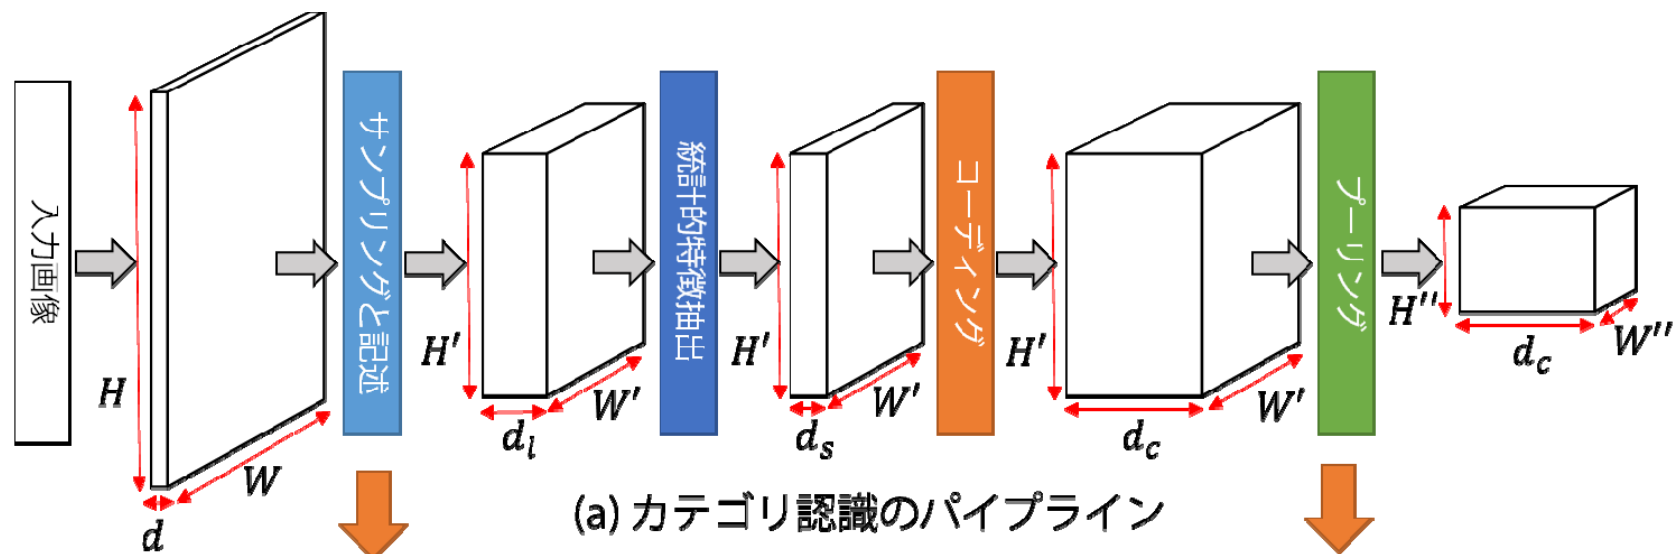 入力画像
H
W
d
サンプリングと記述
H'
W'
d_l
統計的特徴抽出
H'
W'
d_s
コーディング
H'
W'
d_c
プーリング
H''
W''
d_c
(a) カテゴリ認識のパイプライン